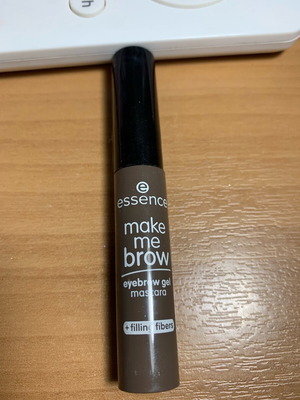 h
e
essence
make
me
brow
eyebrow gel
mascara
+filling fibers